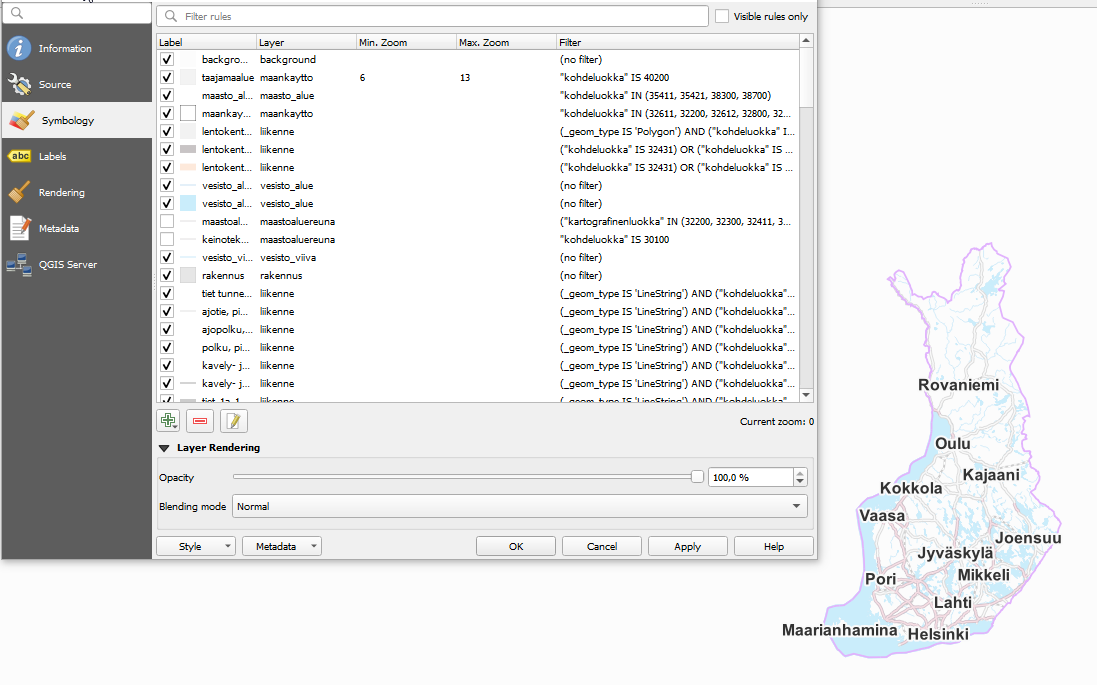 Filter rules
Visible rules only
Information
Source
Symbology
abc Labels
Rendering
Metadata
QGIS Server
Label Layer Min. Zoom Max. Zoom Filter
backgro... background (no filter)
taajamaalue maankaytto 6 13 "kohdeluokka" IS 40200
maasto_al... maasto_alue "kohdeluokka" IN (35411, 35421, 38300, 38700)
maankay... maankaytto "kohdeluokka" IN (32611, 32200, 32612, 32800, 32...
lentokent... liikenne (_geom_type IS 'Polygon') AND ("kohdeluokka" I...
lentokent... liikenne ("kohdeluokka" IS 32431) OR ("kohdeluokka" IS ...
lentokent... liikenne ("kohdeluokka" IS 32431) OR ("kohdeluokka" IS ...
vesisto_al... vesisto_alue (no filter)
vesisto_al... vesisto_alue (no filter)
maastoal... maastoaluereuna ("kartografinenluokka" IN (32200, 32300, 32411, 3...
keinotek... maastoaluereuna "kohdeluokka" IS 30100
vesisto_vi... vesisto_viiva (no filter)
rakennus rakennus (no filter)
tiet tunne... liikenne (_geom_type IS 'LineString') AND ("kohdeluokka"...
ajotie, pi... liikenne (_geom_type IS 'LineString') AND ("kohdeluokka"...
ajopolku,... liikenne (_geom_type IS 'LineString') AND ("kohdeluokka"...
polku, pi... liikenne (_geom_type IS 'LineString') AND ("kohdeluokka"...
kavely- j... liikenne (_geom_type IS 'LineString') AND ("kohdeluokka"...
kavely- j... liikenne (_geom_type IS 'LineString') AND ("kohdeluokka"...
liikenne (_geom_type IS 'LineString') AND ("kohdeluokka"...
Current zoom: 0
Layer Rendering
Opacity 100,0 %
Blending mode Normal
Style Metadata OK Cancel Apply Help
Rovaniemi
Oulu
Kajaani
Kokkola
Vaasa
Joensuu
Jyväskylä
Mikkeli
Pori
Lahti
Maarianhamina
Helsinki